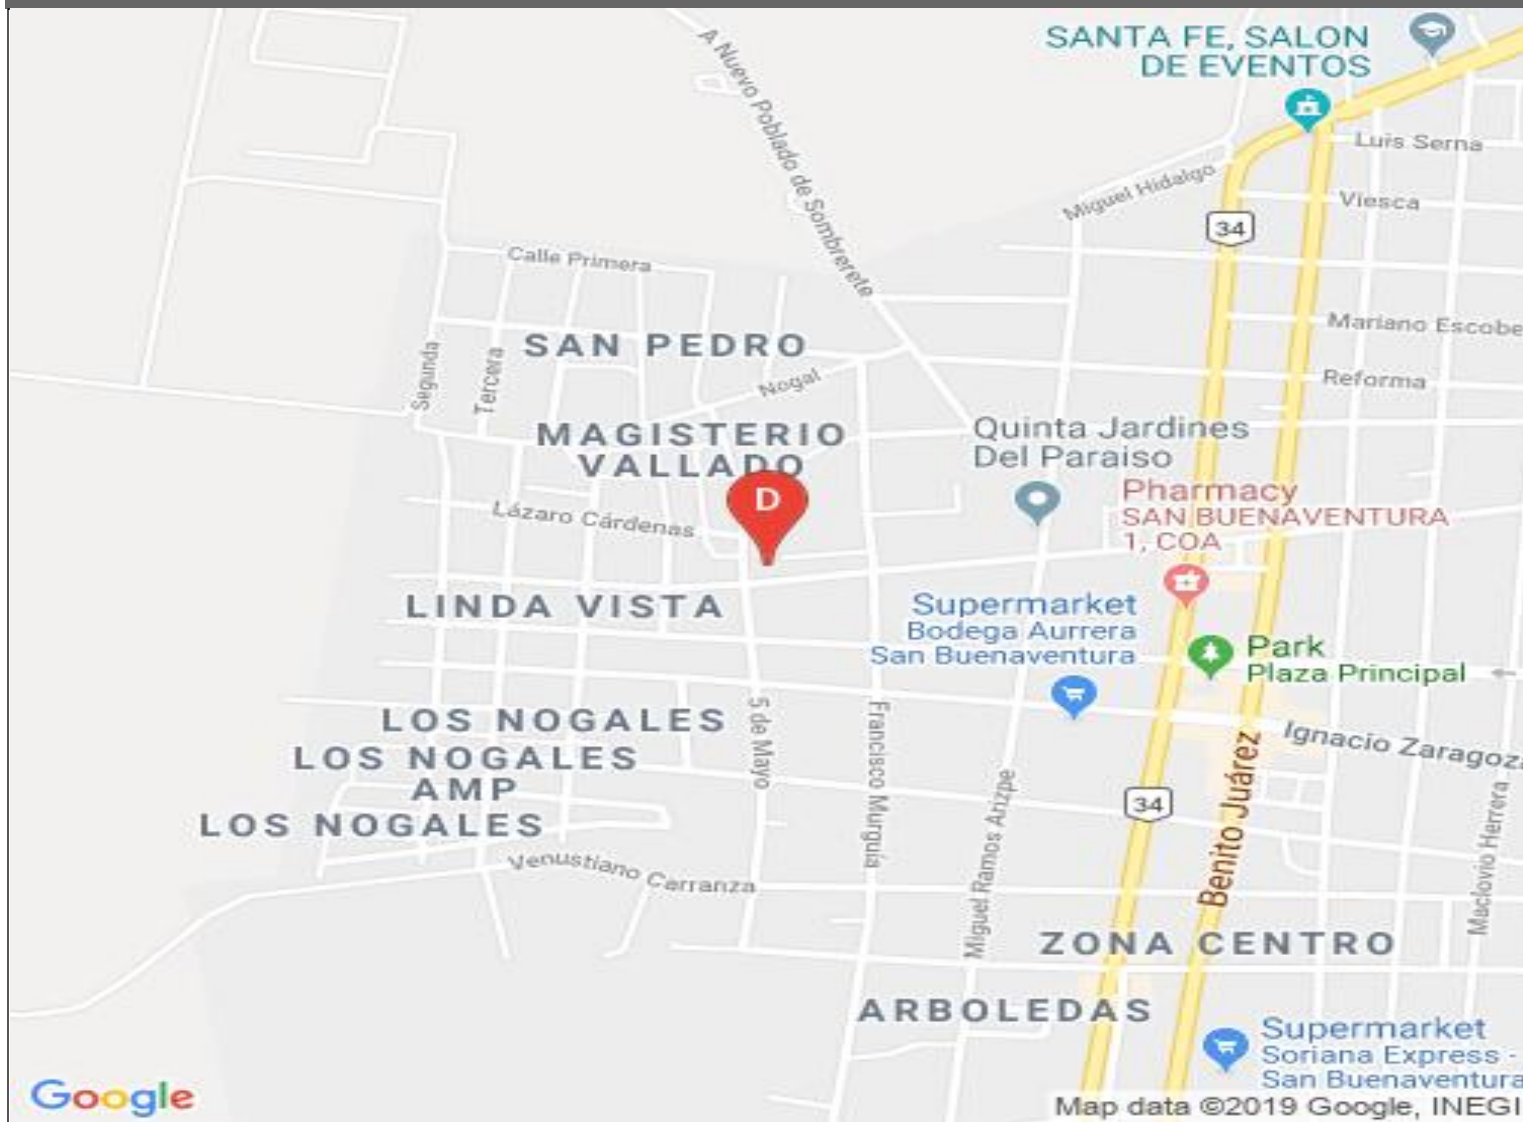 SANTA FE, SALON
DE EVENTOS
A Nuevo Poblado de Sombrerete
Luis Serna
Miguel Hidalgo
Viesca
34
Calle Primera
Mariano Escobe
SAN PEDRO
Segunda
Tercera
Nogal
Reforma
MAGISTERIO
VALLADO
Quinta Jardines
Del Paraiso
D
Pharmacy
SAN BUENAVENTURA
1, COA
Lázaro Cárdenas
LINDA VISTA
Supermarket
Bodega Aurrera
San Buenaventura
Park
Plaza Principal
LOS NOGALES
5 de Mayo
Francisco Murguía
Ignacio Zaragoza
LOS NOGALES
AMP
LOS NOGALES
Miguel Ramos Arizpe
34
Benito Juárez
Maclovio Herrera
Venustiano Carranza
ZONA CENTRO
ARBOLEDAS
Supermarket
Soriana Express -
San Buenaventura
Google
Map data ©2019 Google, INEGI